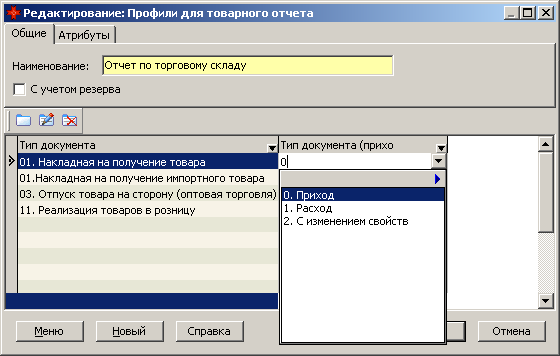 Редактирование: Профили для товарного отчета
Общие Атрибуты
Наименование: Отчет по торговому складу
С учетом резерва
Тип документа Тип документа (прихо
01. Накладная на получение товара 0
01.Накладная на получение импортного товара
03. Отпуск товара на сторону (оптовая торговля)
11. Реализация товаров в розницу
0. Приход
1. Расход
2. С изменением свойств
Меню Новый Справка Отмена